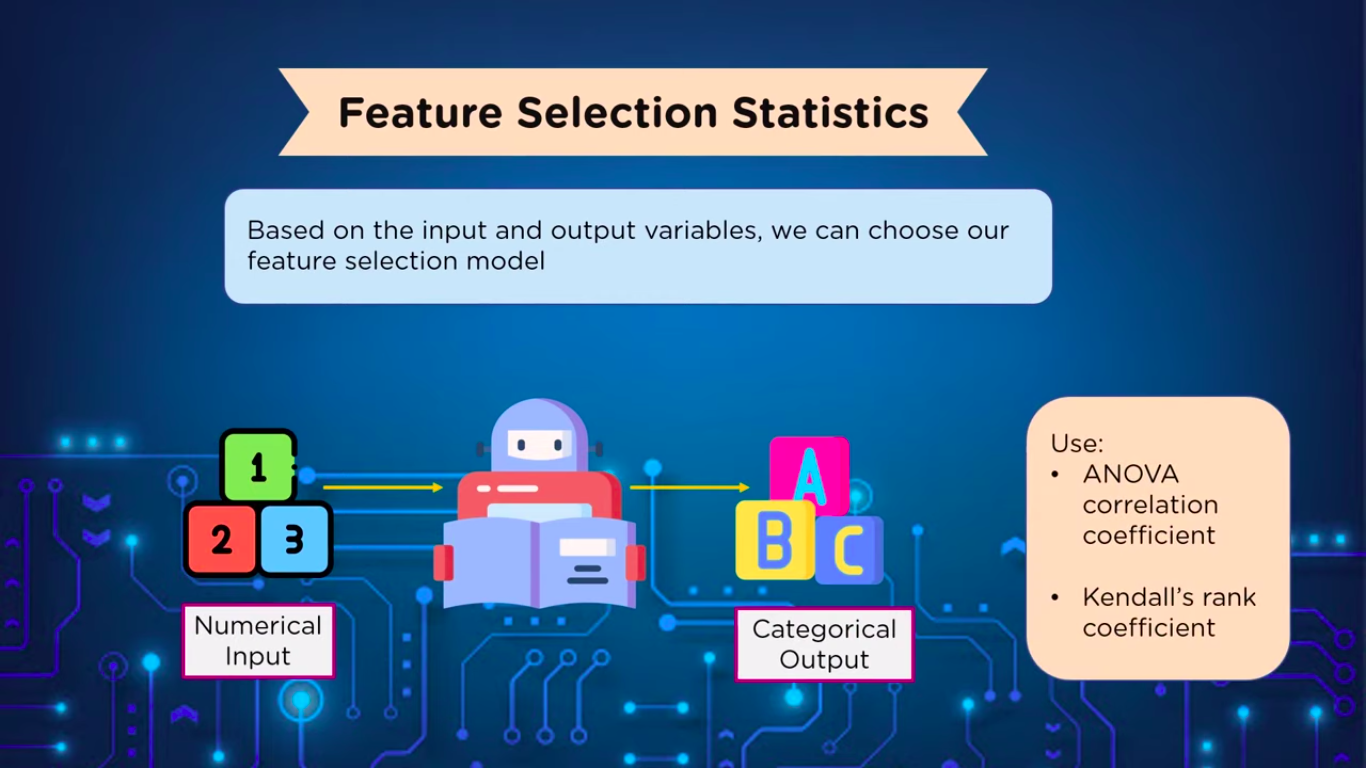 Feature Selection Statistics
Based on the input and output variables, we can choose our
feature selection model
1
2 3
A
B C
Numerical
Input
Categorical
Output
Use:
• ANOVA
correlation
coefficient
• Kendall's rank
coefficient